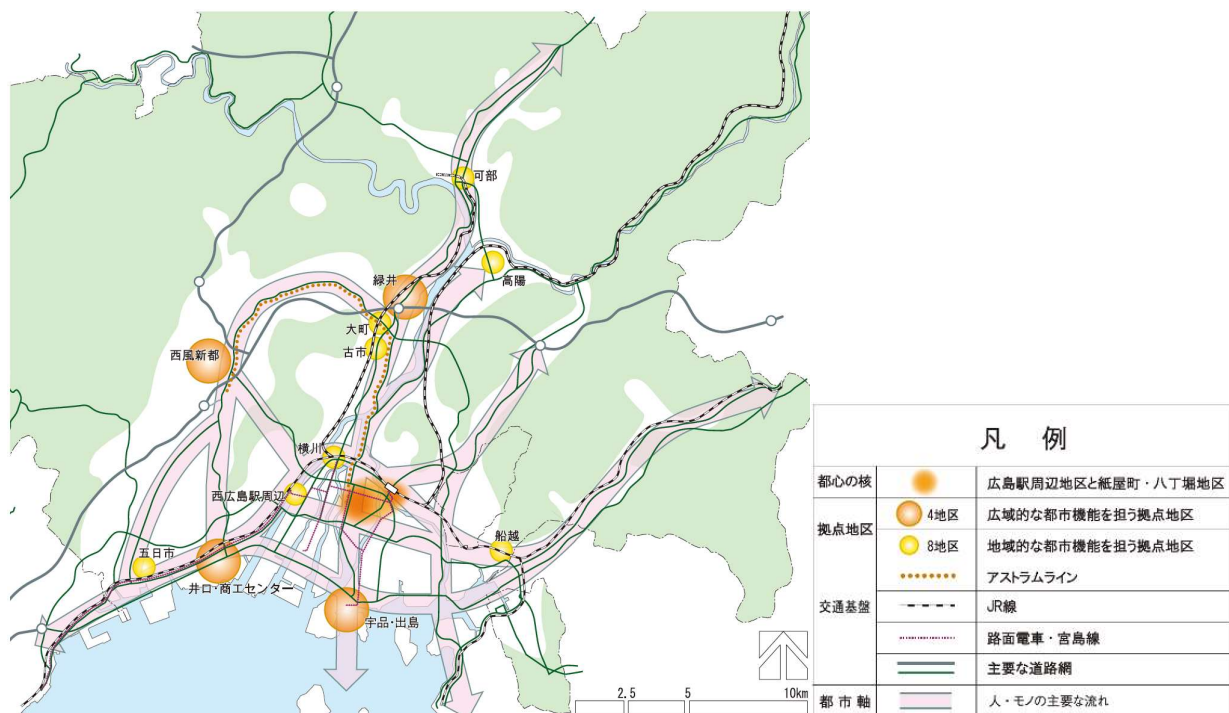 可部
高陽
緑井
大町
古市
西風新都
横川
西広島駅周辺
船越
五日市
井口・商工センター
宇品・出島
2.5 5 10km
凡 例
都心の核 広島駅周辺地区と紙屋町・八丁堀地区
拠点地区 4地区 広域的な都市機能を担う拠点地区
8地区 地域的な都市機能を担う拠点地区
交通基盤 アストラムライン
JR線
路面電車・宮島線
主要な道路網
都市軸 人・モノの主要な流れ